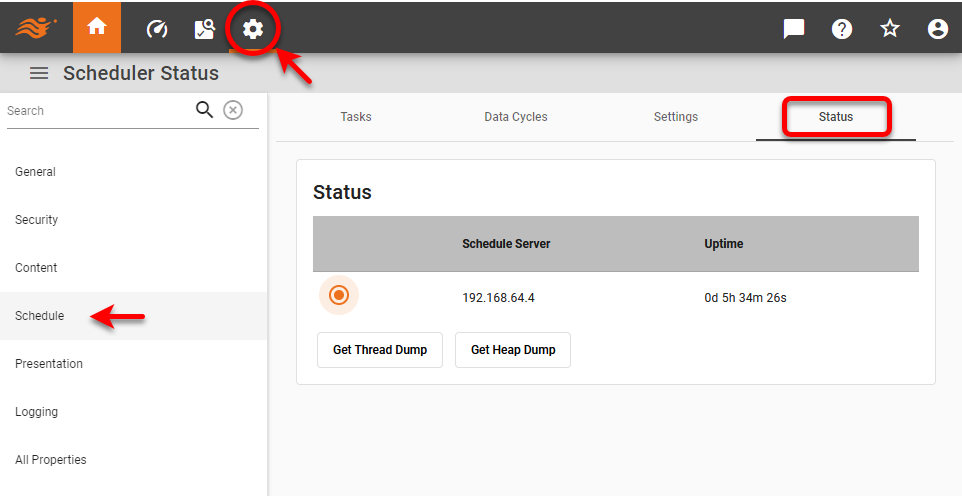 Scheduler Status
Search
General
Security
Content
Schedule
Presentation
Logging
All Properties
Tasks
Data Cycles
Settings
Status
Status
Schedule Server
Uptime
192.168.64.4
0d 5h 34m 26s
Get Thread Dump
Get Heap Dump